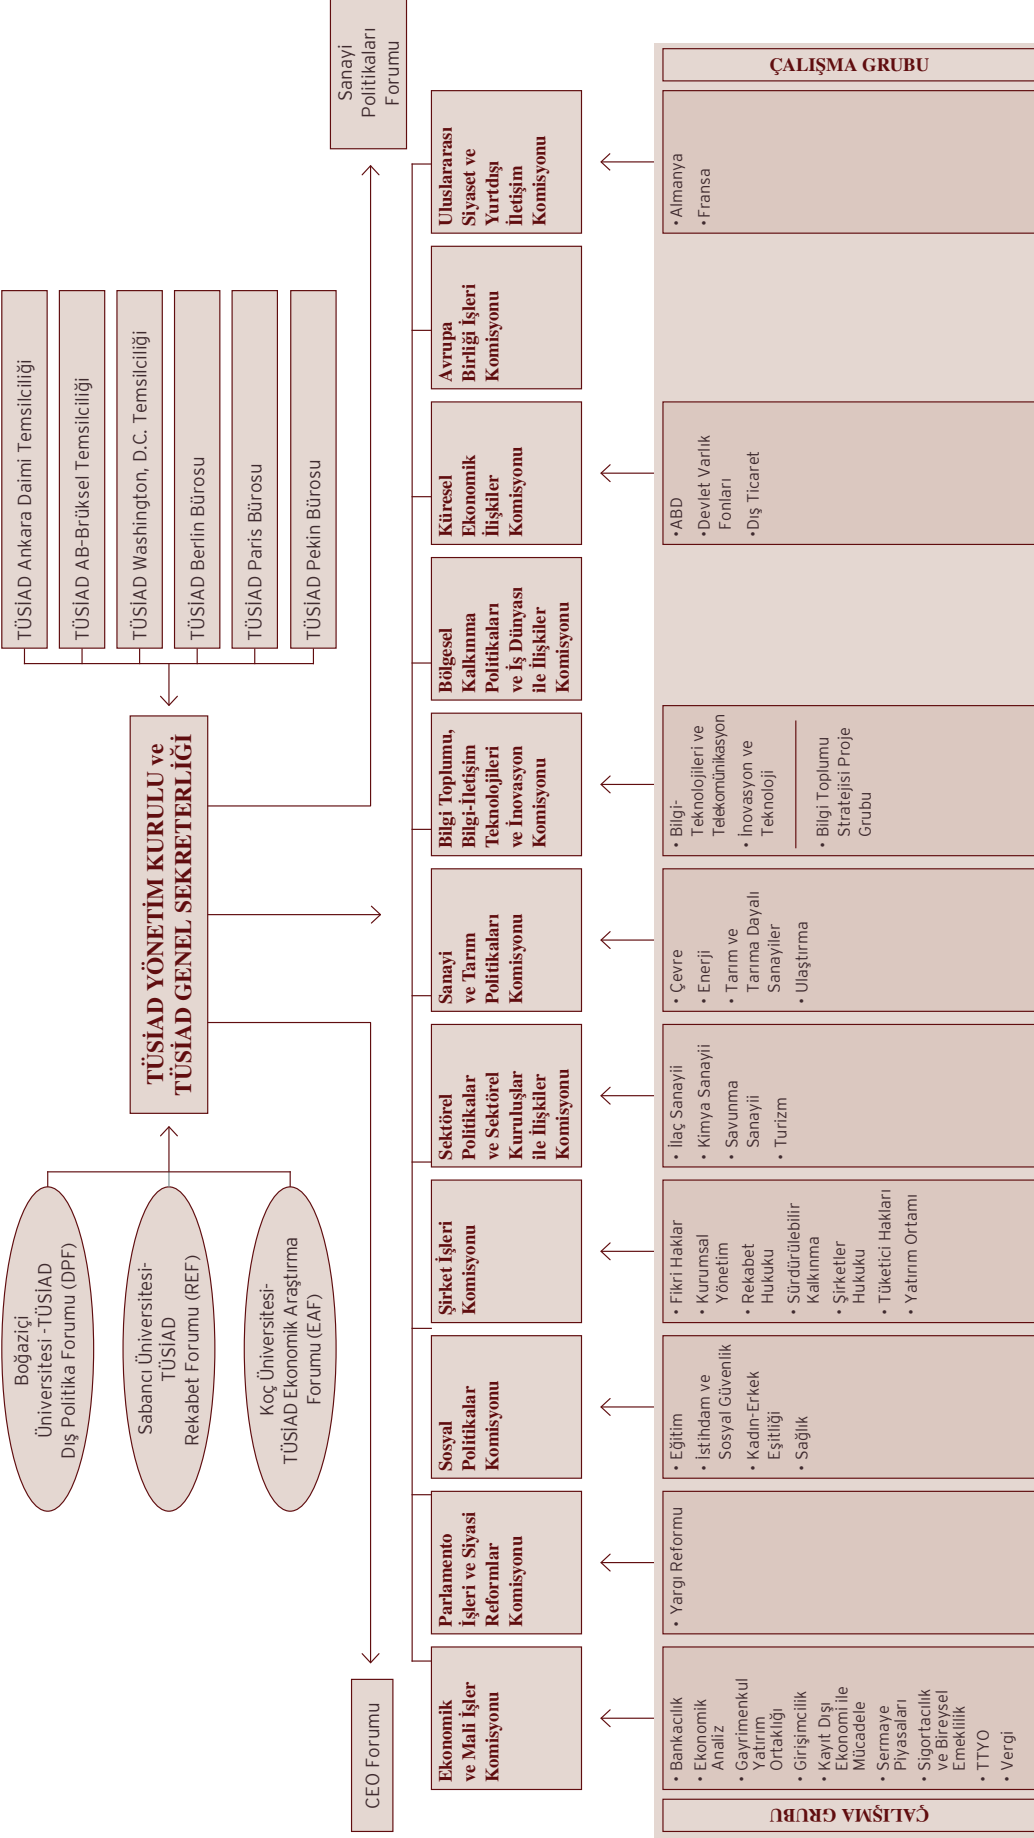 Boğaziçi
Üniversitesi -TÜSİAD
Dış Politika Forumu (DPF)
Sabancı Üniversitesi-
TÜSİAD
Rekabet Forumu (REF)
Koç Üniversitesi-
TÜSİAD Ekonomik Araştırma
Forumu (EAF)
TÜSİAD Ankara Daimi Temsilciliği
TÜSİAD AB-Brüksel Temsilciliği
TÜSİAD Washington, D.C. Temsilciliği
TÜSİAD Berlin Bürosu
TÜSİAD Paris Bürosu
TÜSİAD Pekin Bürosu
TÜSİAD YÖNETİM KURULU ve
TÜSİAD GENEL SEKRETERLİĞİ
CEO Forumu
Sanayi
Politikaları
Forumu
Ekonomik
ve Mali İşler
Komisyonu
Parlamento
İşleri ve Siyasi
Reformlar
Komisyonu
Sosyal
Politikalar
Komisyonu
Şirket İşleri
Komisyonu
Sektörel
Politikalar
ve Sektörel
Kuruluşlar
ile İlişkiler
Komisyonu
Sanayi
ve Tarım
Politikaları
Komisyonu
Bilgi Toplumu,
Bilgi-İletişim
Teknolojileri
ve İnovasyon
Komisyonu
Bölgesel
Kalkınma
Politikaları
ve İş Dünyası
ile İlişkiler
Komisyonu
Küresel
Ekonomik
İlişkiler
Komisyonu
Avrupa
Birliği İşleri
Komisyonu
Uluslararası
Siyaset ve
Yurtdışı
İletişim
Komisyonu
ÇALIŞMA GRUBU
• Bankacılık
• Ekonomik
Analiz
• Gayrimenkul
Yatırım
Ortaklığı
• Girişimcilik
• Kayıt Dışı
Ekonomi ile
Mücadele
• Sermaye
Piyasaları
• Sigortacılık
ve Bireysel
Emeklilik
• TTYO
• Vergi
• Yargı Reformu
• Eğitim
• İstihdam ve
Sosyal Güvenlik
• Kadın-Erkek
Eşitliği
• Sağlık
• Fikri Haklar
• Kurumsal
Yönetim
• Rekabet
Hukuku
• Sürdürülebilir
Kalkınma
• Şirketler
Hukuku
• Tüketici Hakları
• Yatırım Ortamı
• İlaç Sanayii
• Kimya Sanayii
• Savunma
Sanayii
• Turizm
• Çevre
• Enerji
• Tarım ve
Tarıma Dayalı
Sanayiler
• Ulaştırma
• Bilgi-
Teknolojileri ve
Telekomünikasyon
• İnovasyon ve
Teknoloji
• Bilgi Toplumu
Stratejisi Proje
Grubu
• ABD
• Devlet Varlık
Fonları
• Dış Ticaret
• Almanya
• Fransa
ÇALIŞMA GRUBU